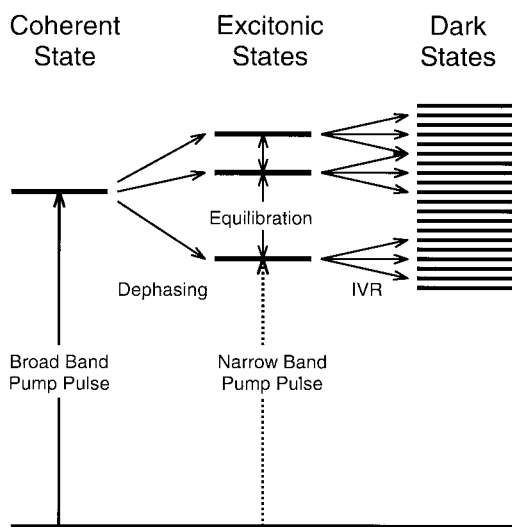 Coherent
State
Excitonic
States
Dark
States
Equilibration
Dephasing
IVR
Broad Band
Pump Pulse
Narrow Band
Pump Pulse